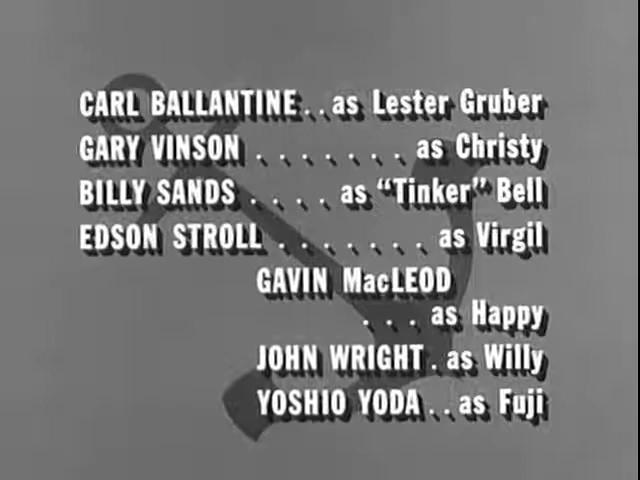 CARL BALLANTINE . . as Lester Gruber
GARY VINSON . . . . . . . as Christy
BILLY SANDS . . . . as "Tinker" Bell
EDSON STROLL . . . . . . . as Virgil
GAVIN MacLEOD
. . . as Happy
JOHN WRIGHT . as Willy
YOSHIO YODA . . as Fuji